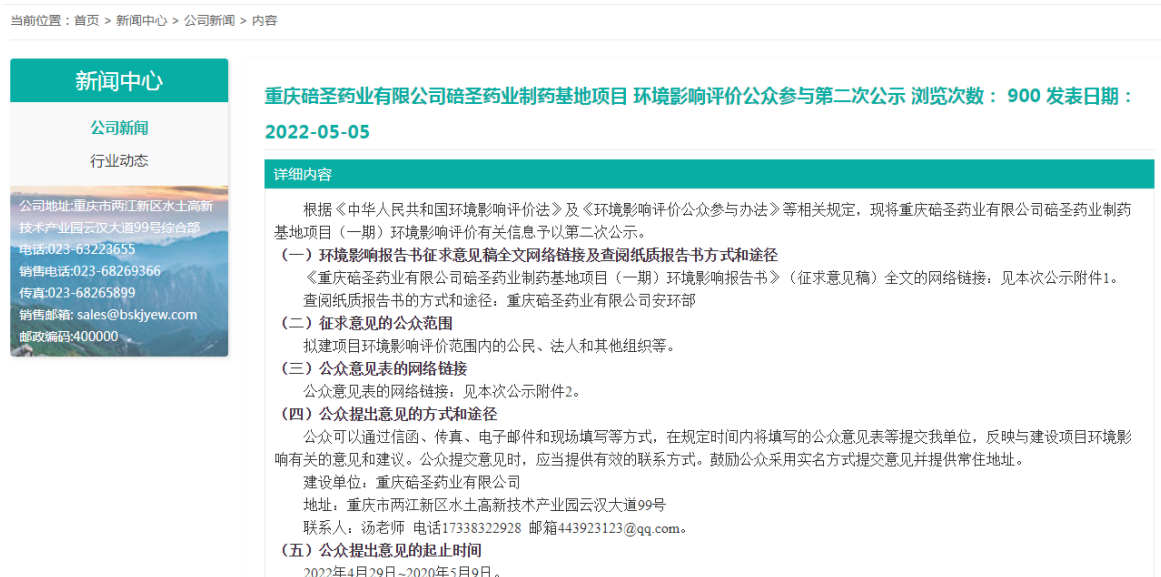 当前位置：首页 > 新闻中心 > 公司新闻 > 内容
新闻中心
公司新闻
行业动态
公司地址:重庆市两江新区水土高新
技术产业园云汉大道99号综合部
电话:023-63223655
销售电话:023-68269366
传真:023-68265899
销售邮箱: sales@bskjyew.com
邮政编码:400000
重庆碚圣药业有限公司碚圣药业制药基地项目 环境影响评价公众参与第二次公示 浏览次数： 900 发表日期：
2022-05-05
详细内容
根据《中华人民共和国环境影响评价法》及《环境影响评价公众参与办法》等相关规定，现将重庆碚圣药业有限公司碚圣药业制药
基地项目（一期）环境影响评价有关信息予以第二次公示。
（一）环境影响报告书征求意见稿全文网络链接及查阅纸质报告书方式和途径
《重庆碚圣药业有限公司碚圣药业制药基地项目（一期）环境影响报告书》（征求意见稿）全文的网络链接：见本次公示附件1。
查阅纸质报告书的方式和途径：重庆碚圣药业有限公司安环部
（二）征求意见的公众范围
拟建项目环境影响评价范围内的公民、法人和其他组织等。
（三）公众意见表的网络链接
公众意见表的网络链接：见本次公示附件2。
（四）公众提出意见的方式和途径
公众可以通过信函、传真、电子邮件和现场填写等方式，在规定时间内将填写的公众意见表等提交我单位，反映与建设项目环境影
响有关的意见和建议。公众提交意见时，应当提供有效的联系方式。鼓励公众采用实名方式提交意见并提供常住地址。
建设单位：重庆碚圣药业有限公司
地址：重庆市两江新区水土高新技术产业园云汉大道99号
联系人：汤老师 电话17338322928 邮箱443923123@qq.com。
（五）公众提出意见的起止时间
2022年4月29日~2020年5月9日。